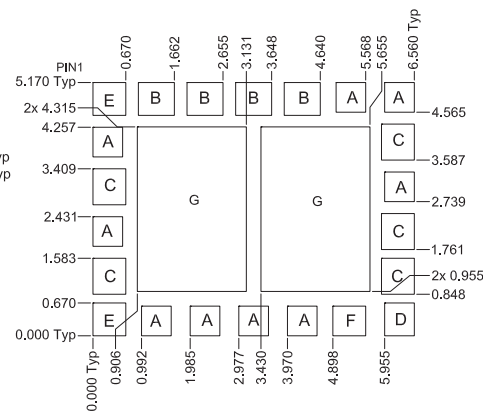 PIN1
0.670
1.662
2.655
3.131
3.648
4.640
5.568
5.655
6.560 Typ
5.170 Typ
E B B B B A A
2x 4.315
4.565
4.257
A C
yp
yp
3.587
3.409
C A
G G
2.739
2.431
A C
1.761
1.583
C C
2x 0.955
0.848
0.670
E A A A A F D
0.000 Typ
0.000 Typ
0.906
0.992
1.985
2.977
3.430
3.970
4.898
5.955